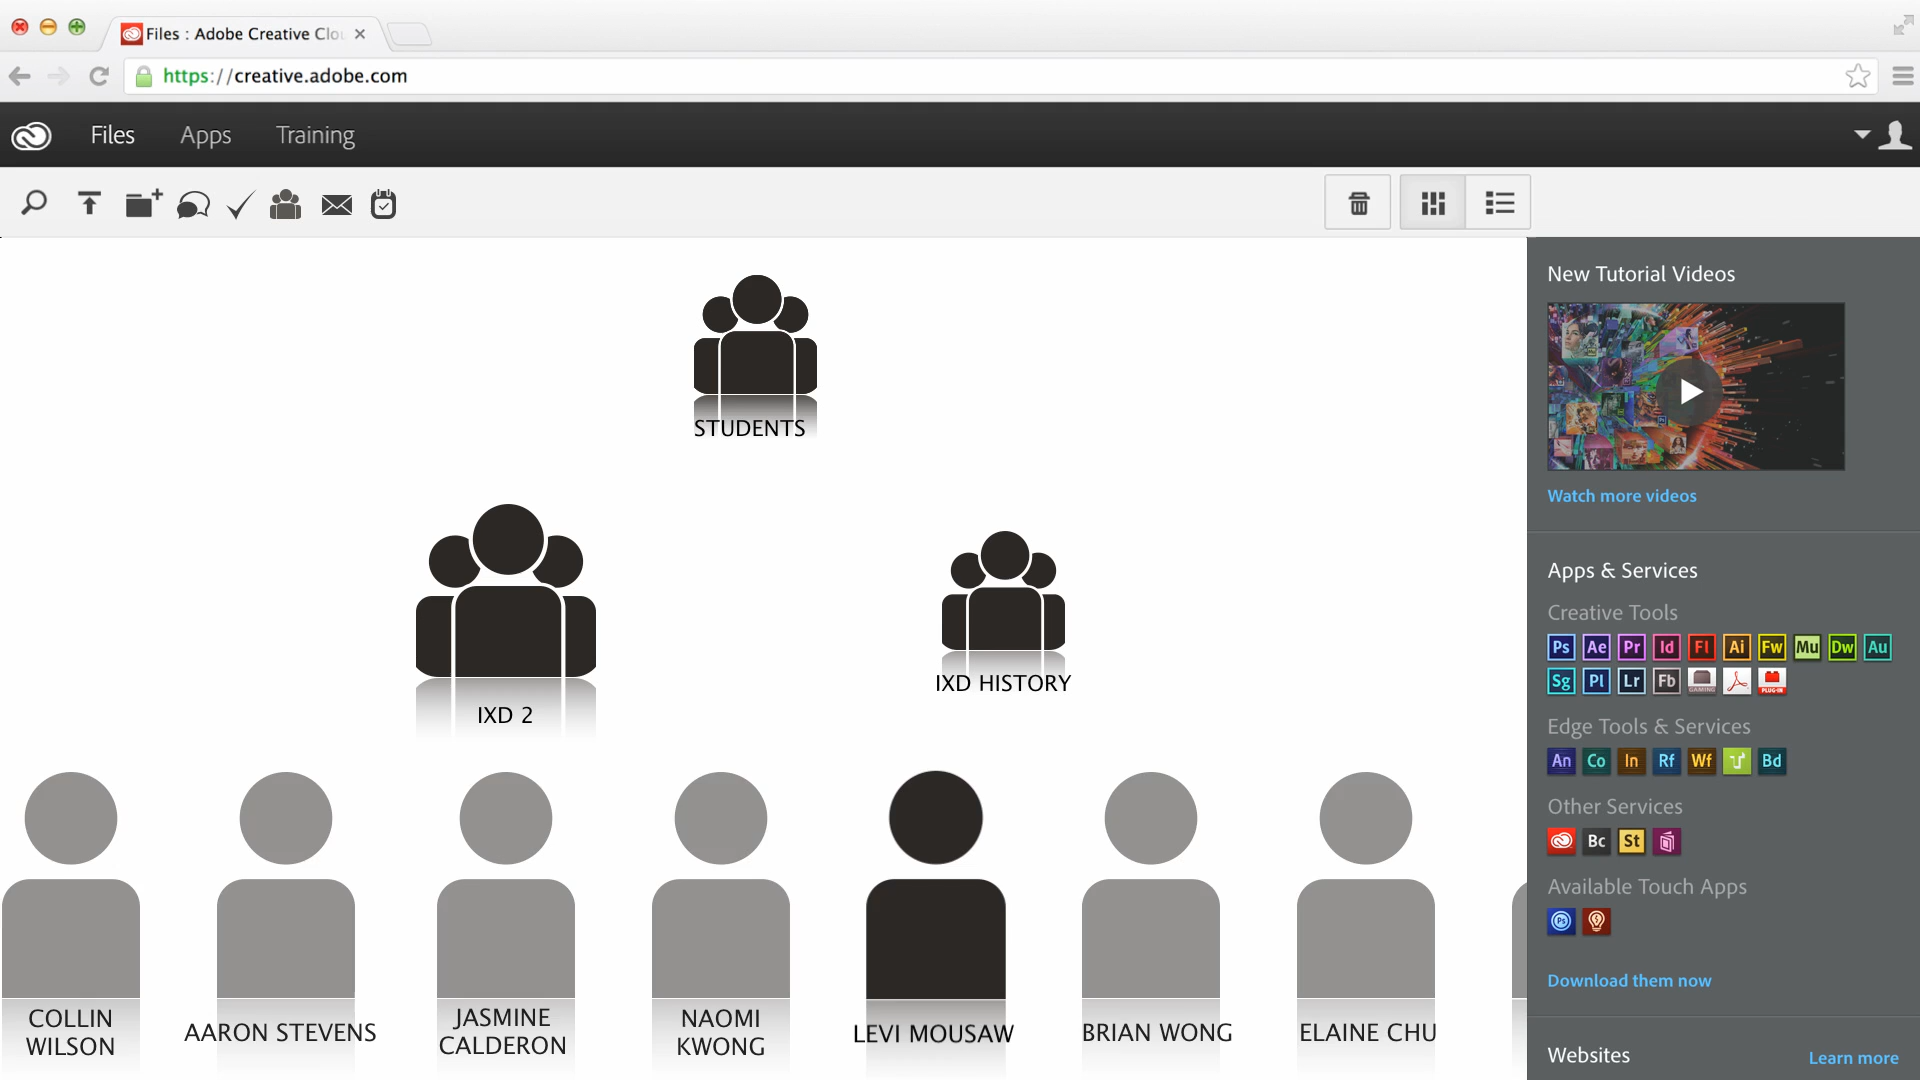 Files : Adobe Creative Clo
https://creative.adobe.com
Files Apps Training
New Tutorial Videos
STUDENTS
Watch more videos
IXD 2
IXD HISTORY
Apps & Services
Creative Tools
Ps Ae Pr Id Fl Ai Fw Mu Dw Au
Sg Pl Lr Fb GAMING PLUG-IN
Edge Tools & Services
An Co In Rf Wf Bd
Other Services
Bc St
Available Touch Apps
Ps
Download them now
COLLIN
WILSON
AARON STEVENS
JASMINE
CALDERON
NAOMI
KWONG
LEVI MOUSAW
BRIAN WONG
ELAINE CHU
Websites Learn more